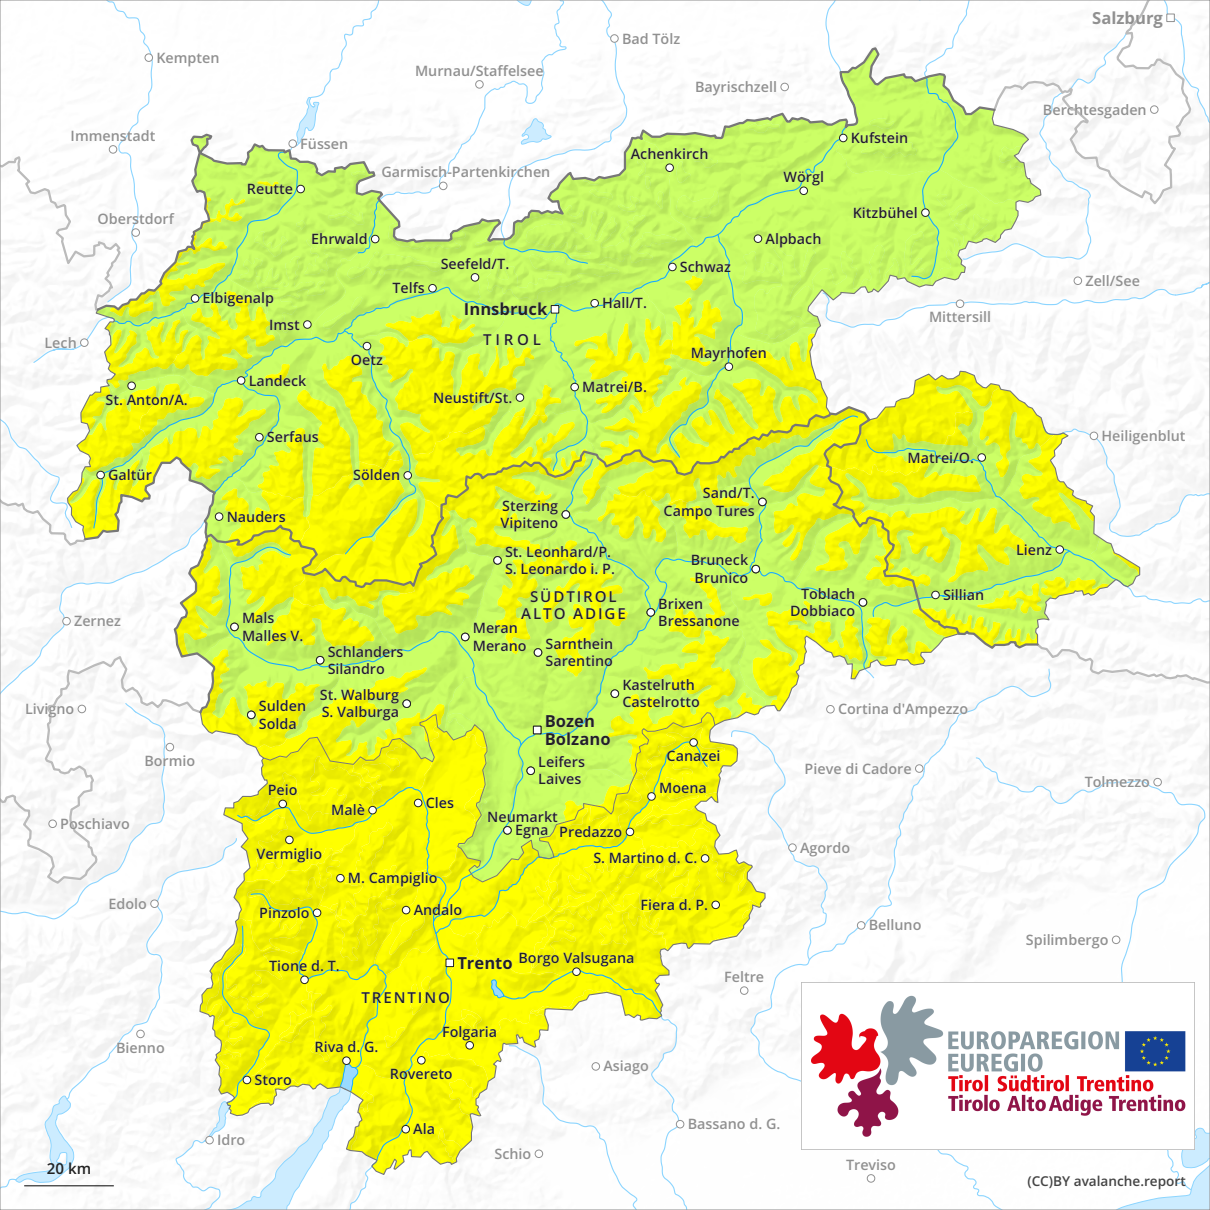 Salzburg
Bad Tölz
Kempten
Murnau/Staffelsee
Bayrischzell
Berchtesgaden
Immenstadt
Füssen
Kufstein
Achenkirch
Garmisch-Partenkirchen
Wörgl
Reutte
Oberstdorf
Kitzbühel
Ehrwald
Alpbach
Seefeld/T.
Schwaz
Zell/See
Telfs
Elbigenalp
Hall/T.
Innsbruck
Mittersill
Imst
TIROL
Lech
Oetz
Mayrhofen
Landeck
Matrei/B.
St. Anton/A.
Neustift/St.
Serfaus
Heiligenblut
Matrei/O.
Galtür
Sölden
Sand/T.
Campo Tures
Sterzing
Vipiteno
Nauders
St. Leonhard/P.
S. Leonardo i. P.
Lienz
Bruneck
Brunico
SÜDTIROL
ALTO ADIGE
Toblach
Dobbiaco
Sillian
Brixen
Bressanone
Zernez
Mals
Malles V.
Meran
Merano
Sarnthein
Sarentino
Schlanders
Silandro
Kastelruth
Castelrotto
St. Walburg
S. Valburga
Livigno
Sulden
Solda
Cortina d'Ampezzo
Bozen
Bolzano
Bormio
Canazei
Leifers
Laives
Pieve di Cadore
Tolmezzo
Peio
Moena
Malè
Cles
Neumarkt
Egna
Poschiavo
Predazzo
Vermiglio
Agordo
S. Martino d. C.
M. Campiglio
Edolo
Pinzolo
Andalo
Fiera d. P.
Belluno
Spilimbergo
Trento
Borgo Valsugana
Tione d. T.
Feltre
TRENTINO
Folgaria
Bienno
Riva d. G.
Rovereto
Asiago
Storo
EUROPAREGION
EUREGIO
Tirol Südtirol Trentino
Tirolo Alto Adige Trentino
Ala
Bassano d. G.
Idro
Schio
Treviso
20 km
(CC)BY avalanche.report